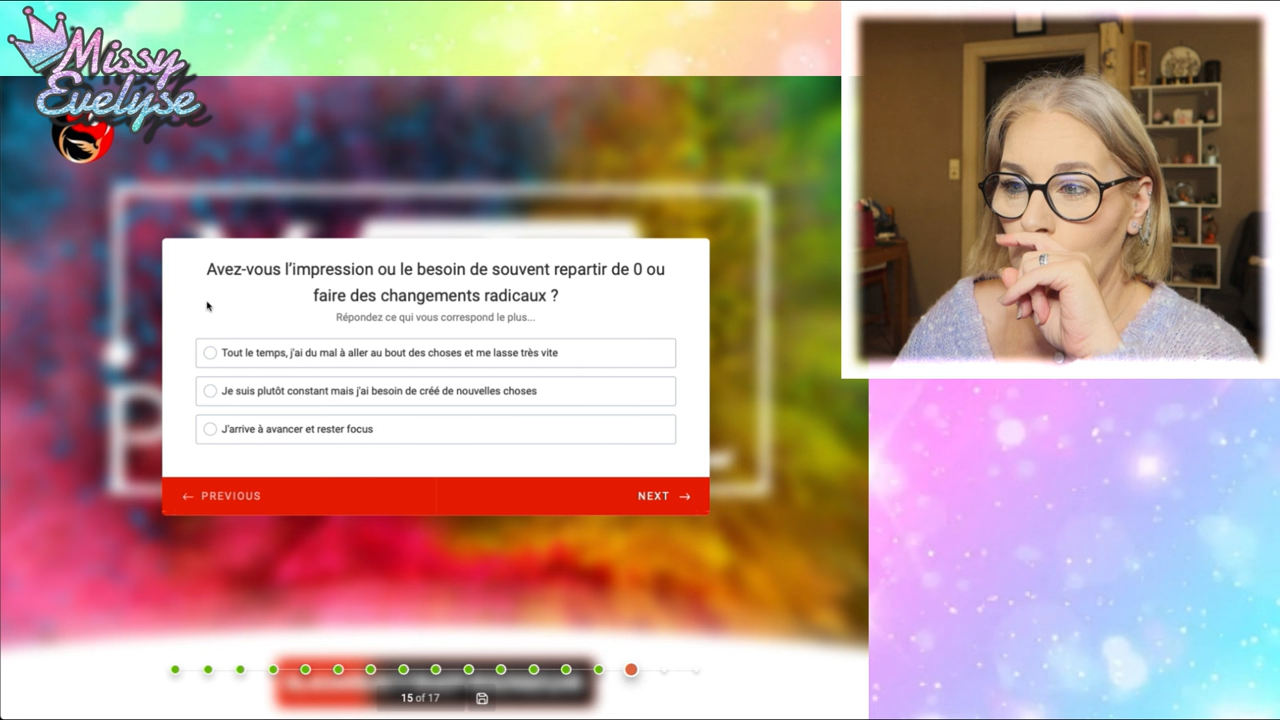 Missy
Evelyse
Avez-vous l’impression ou le besoin de souvent repartir de 0 ou
faire des changements radicaux ?
Répondez ce qui vous correspond le plus...
Tout le temps, j'ai du mal à aller au bout des choses et me lasse très vite
Je suis plutôt constant mais j'ai besoin de créé de nouvelles choses
J'arrive à avancer et rester focus
← PREVIOUS
NEXT →
15 of 17